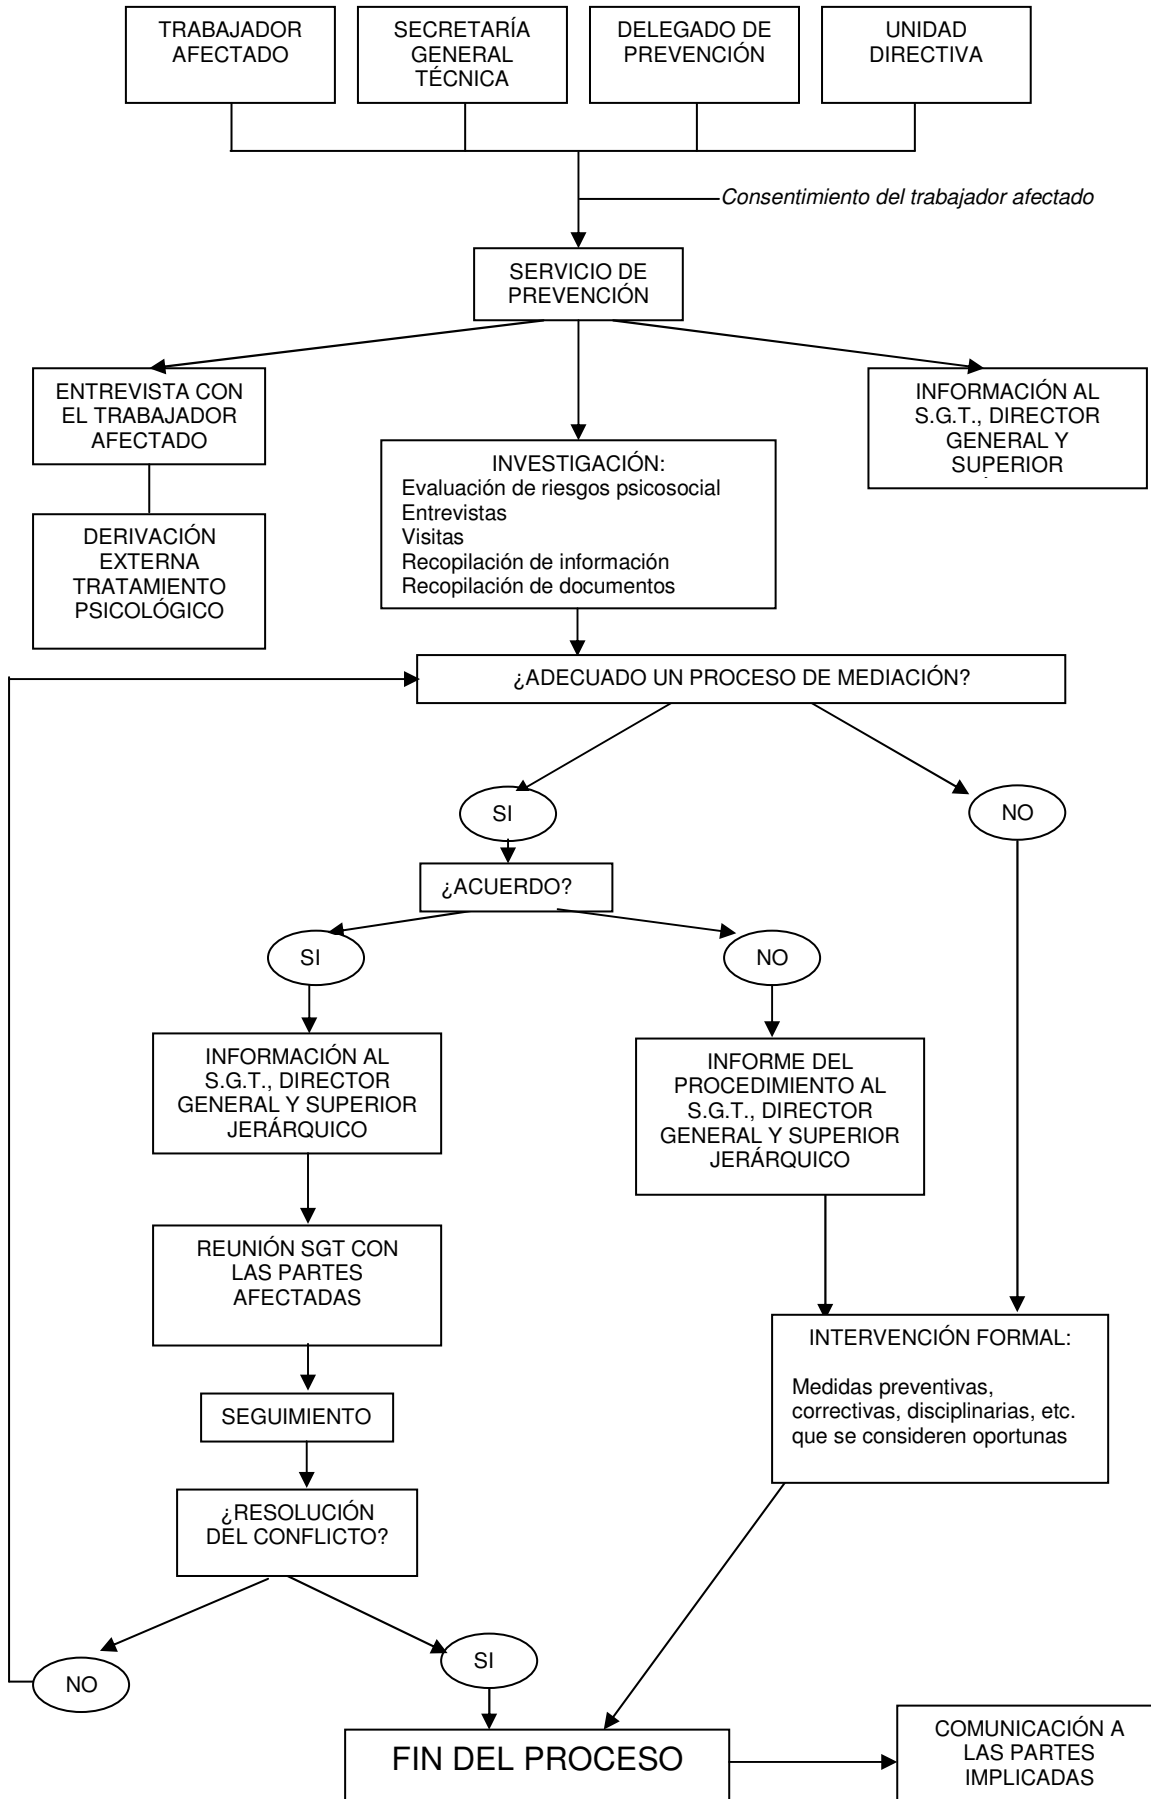 TRABAJADOR
AFECTADO
SECRETARÍA
GENERAL
TÉCNICA
DELEGADO DE
PREVENCIÓN
UNIDAD
DIRECTIVA
Consentimiento del trabajador afectado
SERVICIO DE
PREVENCIÓN
ENTREVISTA CON
EL TRABAJADOR
AFECTADO
INFORMACIÓN AL
S.G.T., DIRECTOR
GENERAL Y
SUPERIOR
INVESTIGACIÓN:
Evaluación de riesgos psicosocial
Entrevistas
Visitas
Recopilación de información
Recopilación de documentos
DERIVACIÓN
EXTERNA
TRATAMIENTO
PSICOLÓGICO
¿ADECUADO UN PROCESO DE MEDIACIÓN?
SI
NO
¿ACUERDO?
SI
NO
INFORMACIÓN AL
S.G.T., DIRECTOR
GENERAL Y SUPERIOR
JERÁRQUICO
INFORME DEL
PROCEDIMIENTO AL
S.G.T., DIRECTOR
GENERAL Y SUPERIOR
JERÁRQUICO
REUNIÓN SGT CON
LAS PARTES
AFECTADAS
INTERVENCIÓN FORMAL:
Medidas preventivas,
correctivas, disciplinarias, etc.
que se consideren oportunas
SEGUIMIENTO
¿RESOLUCIÓN
DEL CONFLICTO?
NO
SI
FIN DEL PROCESO
COMUNICACIÓN A
LAS PARTES
IMPLICADAS